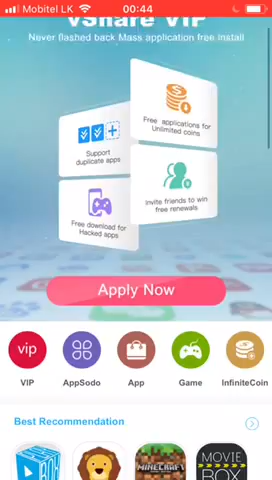 Mobitel LK 00:44
vShare VIP
Never flashed back Mass application free install
Free applications for
Unlimited coins
Support
duplicate apps
Invite friends to win
free renewals
Free download for
Hacked apps
Apply Now
vip
VIP AppSodo App Game InfiniteCoin
Best Recommendation
MINECRAFT
MOVIE
BOX